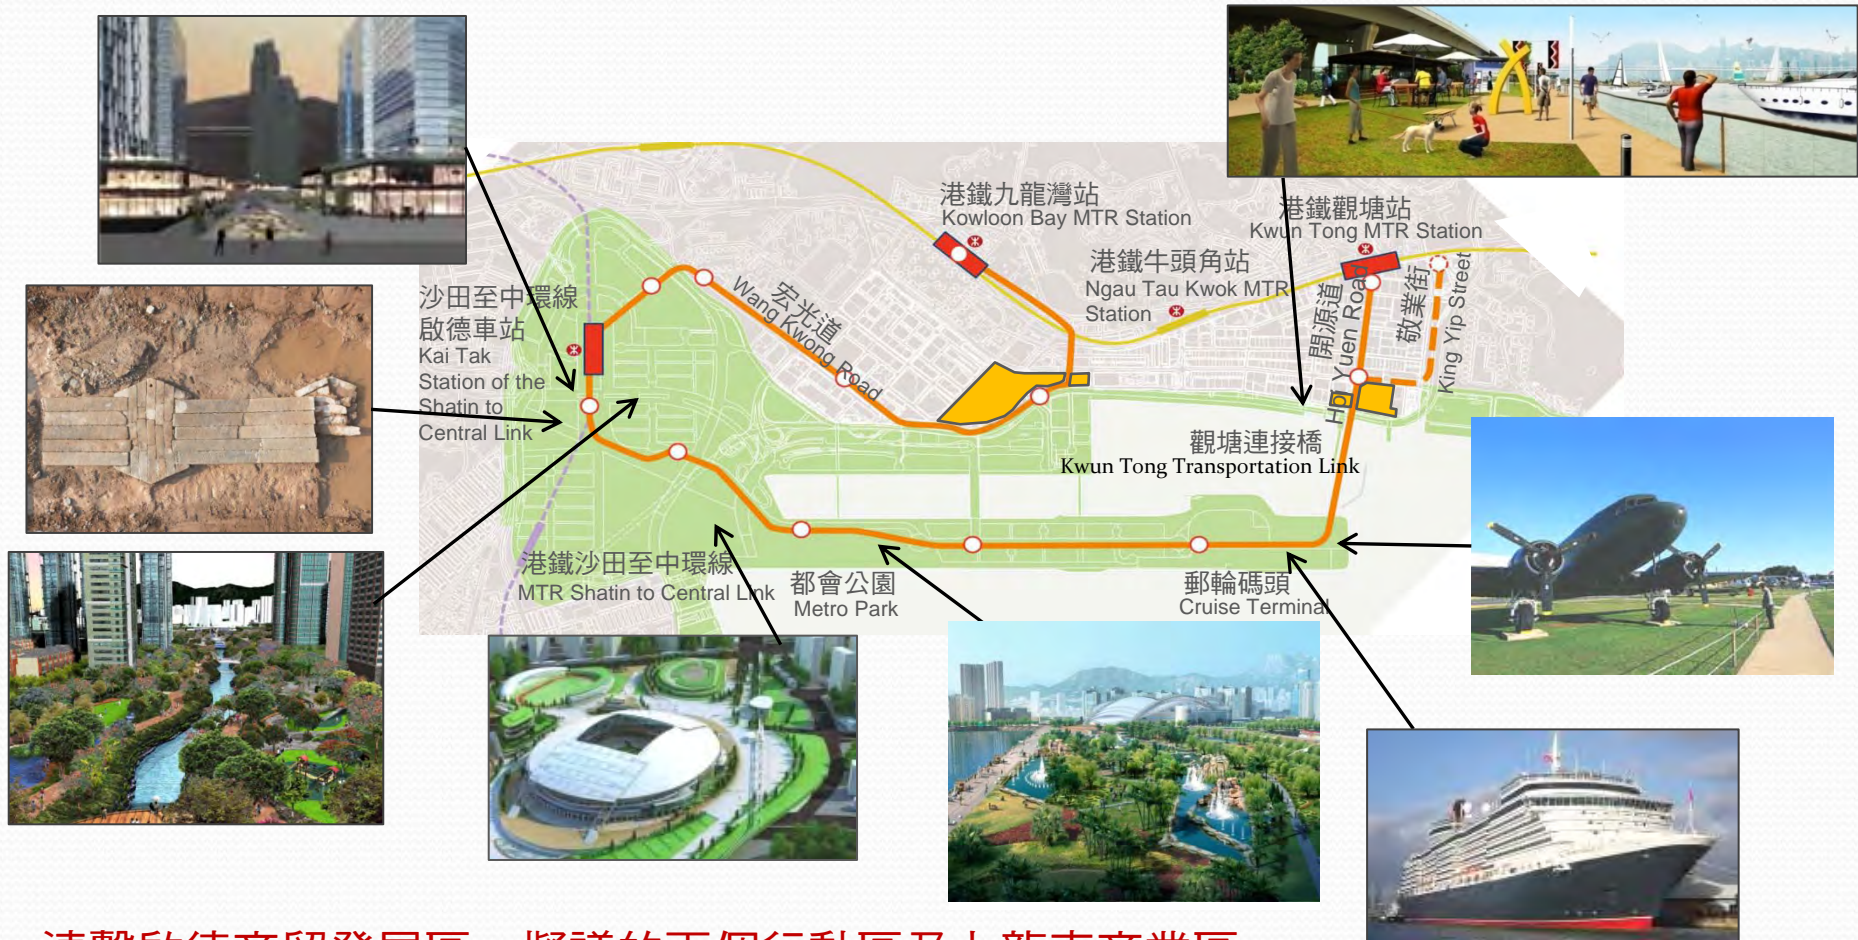 港鐵九龍灣站
Kowloon Bay MTR Station
港鐵觀塘站
Kwun Tong MTR Station
港鐵牛頭角站
Ngau Tau Kwok MTR
Station
沙田至中環線
啟德車站
Kai Tak
Station of the
Shatin to
Central Link
宏光道
Wang Kwong Road
開源道
Hoi Yuen Road
敬業街
King Yip Street
觀塘連接橋
Kwun Tong Transportation Link
港鐵沙田至中環線
MTR Shatin to Central Link
都會公園
Metro Park
郵輪碼頭
Cruise Terminal